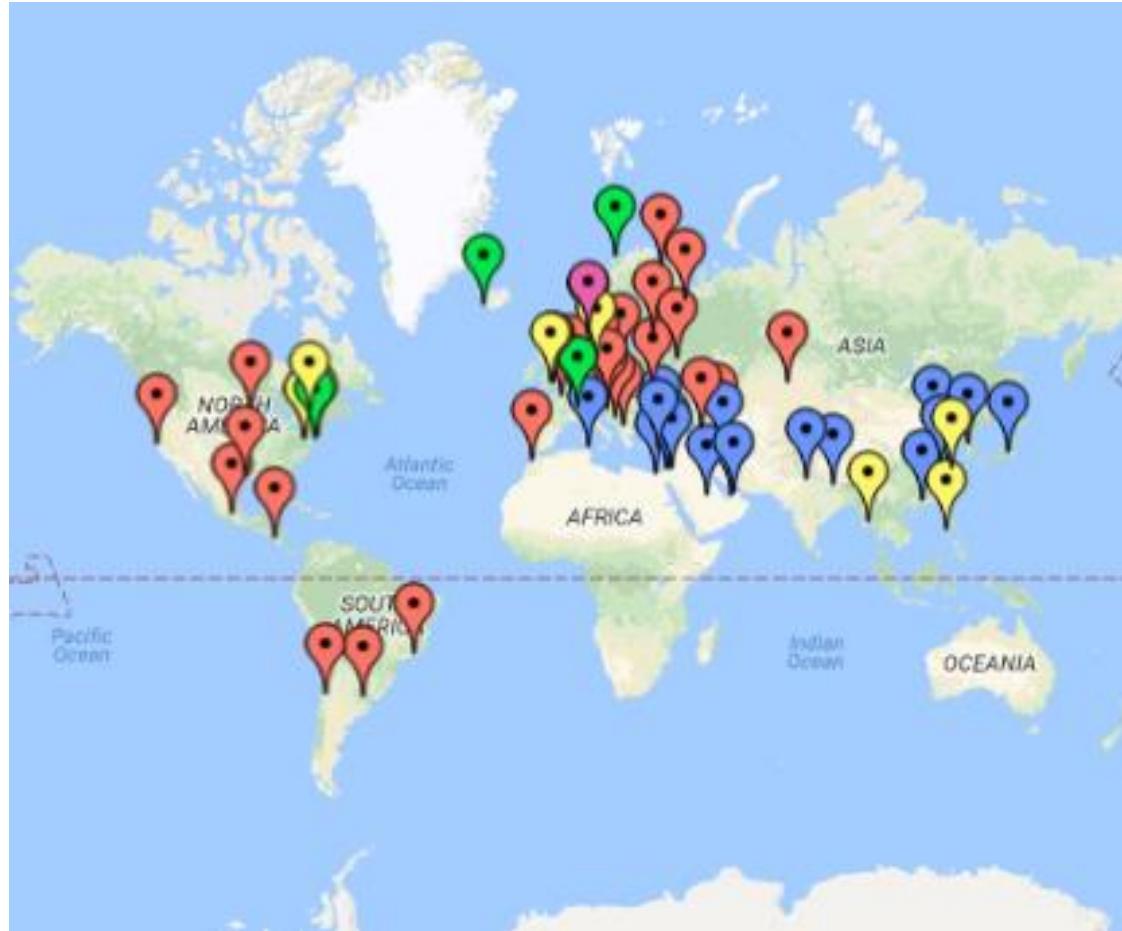 ASIA
NORTH
AMERICA
Atlantic
Ocean
AFRICA
SOUTH
AMERICA
Pacific
Ocean
Indian
Ocean
OCEANIA